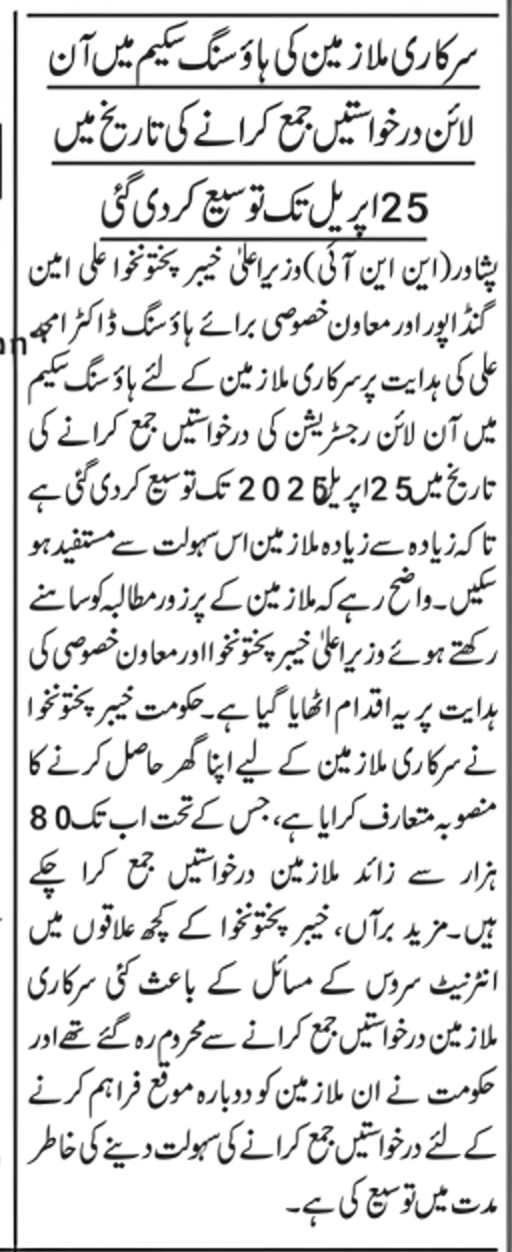 سرکاری ملازمین کی ہاؤسنگ سکیم میں آن
لائن درخواستیں جمع کرانے کی تاریخ میں
25 اپریل تک توسیع کر دی گئی
پشاور (این این آئی) وزیراعلیٰ خیبر پختونخوا علی امین
گنڈاپور اور معاون خصوصی برائے ہاؤسنگ ڈاکٹر امجد
علی کی ہدایت پر سرکاری ملازمین کے لئے ہاؤسنگ سکیم
میں آن لائن رجسٹریشن کی درخواستیں جمع کرانے کی
تاریخ میں 25 اپریل 2025 تک توسیع کر دی گئی ہے
تاکہ زیادہ سے زیادہ ملازمین اس سہولت سے مستفید ہو
سکیں۔ واضح رہے کہ ملازمین کے پرزور مطالبہ کو سامنے
رکھتے ہوئے وزیراعلیٰ خیبر پختونخوا اور معاون خصوصی کی
ہدایت پر یہ اقدام اٹھایا گیا ہے۔ حکومت خیبر پختونخوا
نے سرکاری ملازمین کے لیے اپنا گھر حاصل کرنے کا
منصوبہ متعارف کرایا ہے، جس کے تحت اب تک 80
ہزار سے زائد ملازمین درخواستیں جمع کرا چکے
ہیں۔ مزید برآں، خیبر پختونخوا کے کچھ علاقوں میں
انٹرنیٹ سروس کے مسائل کے باعث کئی سرکاری
ملازمین درخواستیں جمع کرانے سے محروم رہ گئے تھے اور
حکومت نے ان ملازمین کو دوبارہ موقع فراہم کرنے
کے لئے درخواستیں جمع کرانے کی سہولت دینے کی خاطر
مدت میں توسیع کی ہے۔